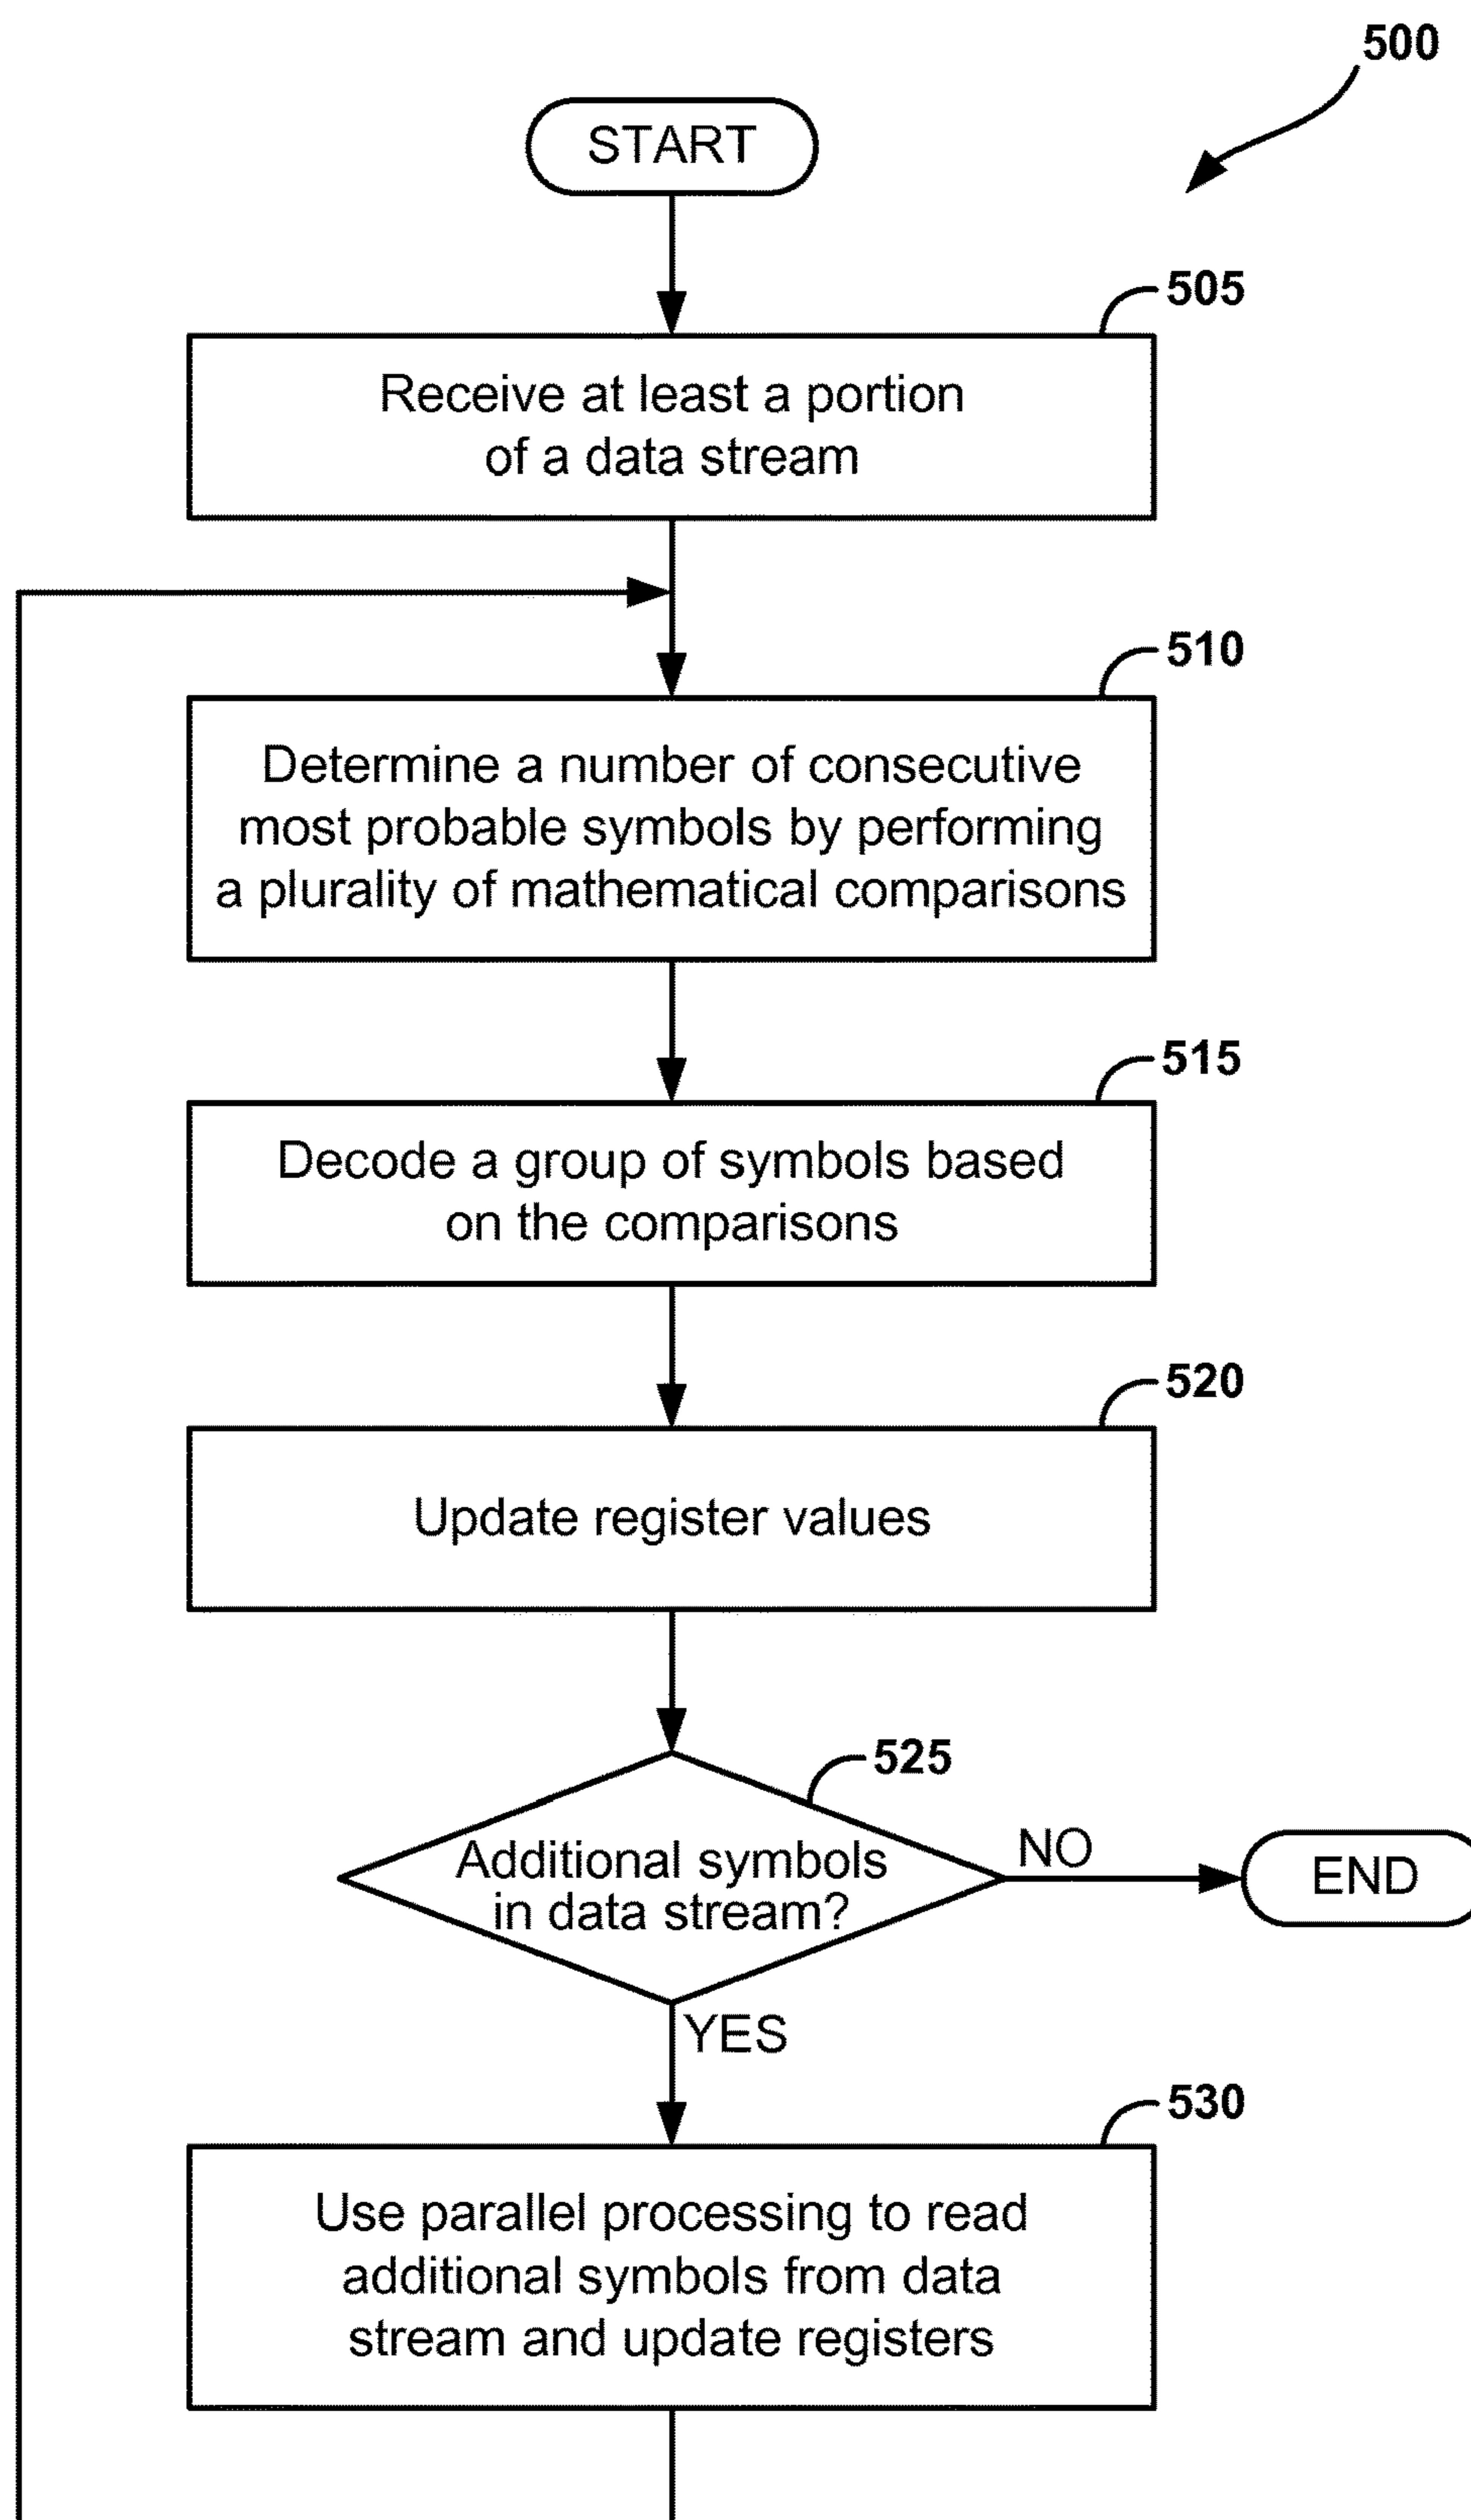 500
START
505
Receive at least a portion
of a data stream
510
Determine a number of consecutive
most probable symbols by performing
a plurality of mathematical comparisons
515
Decode a group of symbols based
on the comparisons
520
Update register values
525
Additional symbols
in data stream?
NO
END
YES
530
Use parallel processing to read
additional symbols from data
stream and update registers